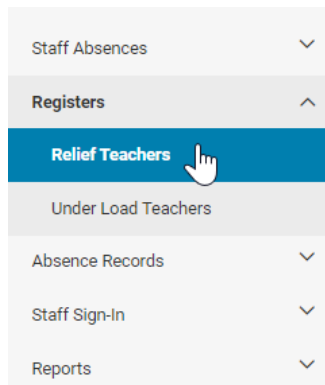 Staff Absences
Registers
Relief Teachers
Under Load Teachers
Absence Records
Staff Sign-In
Reports